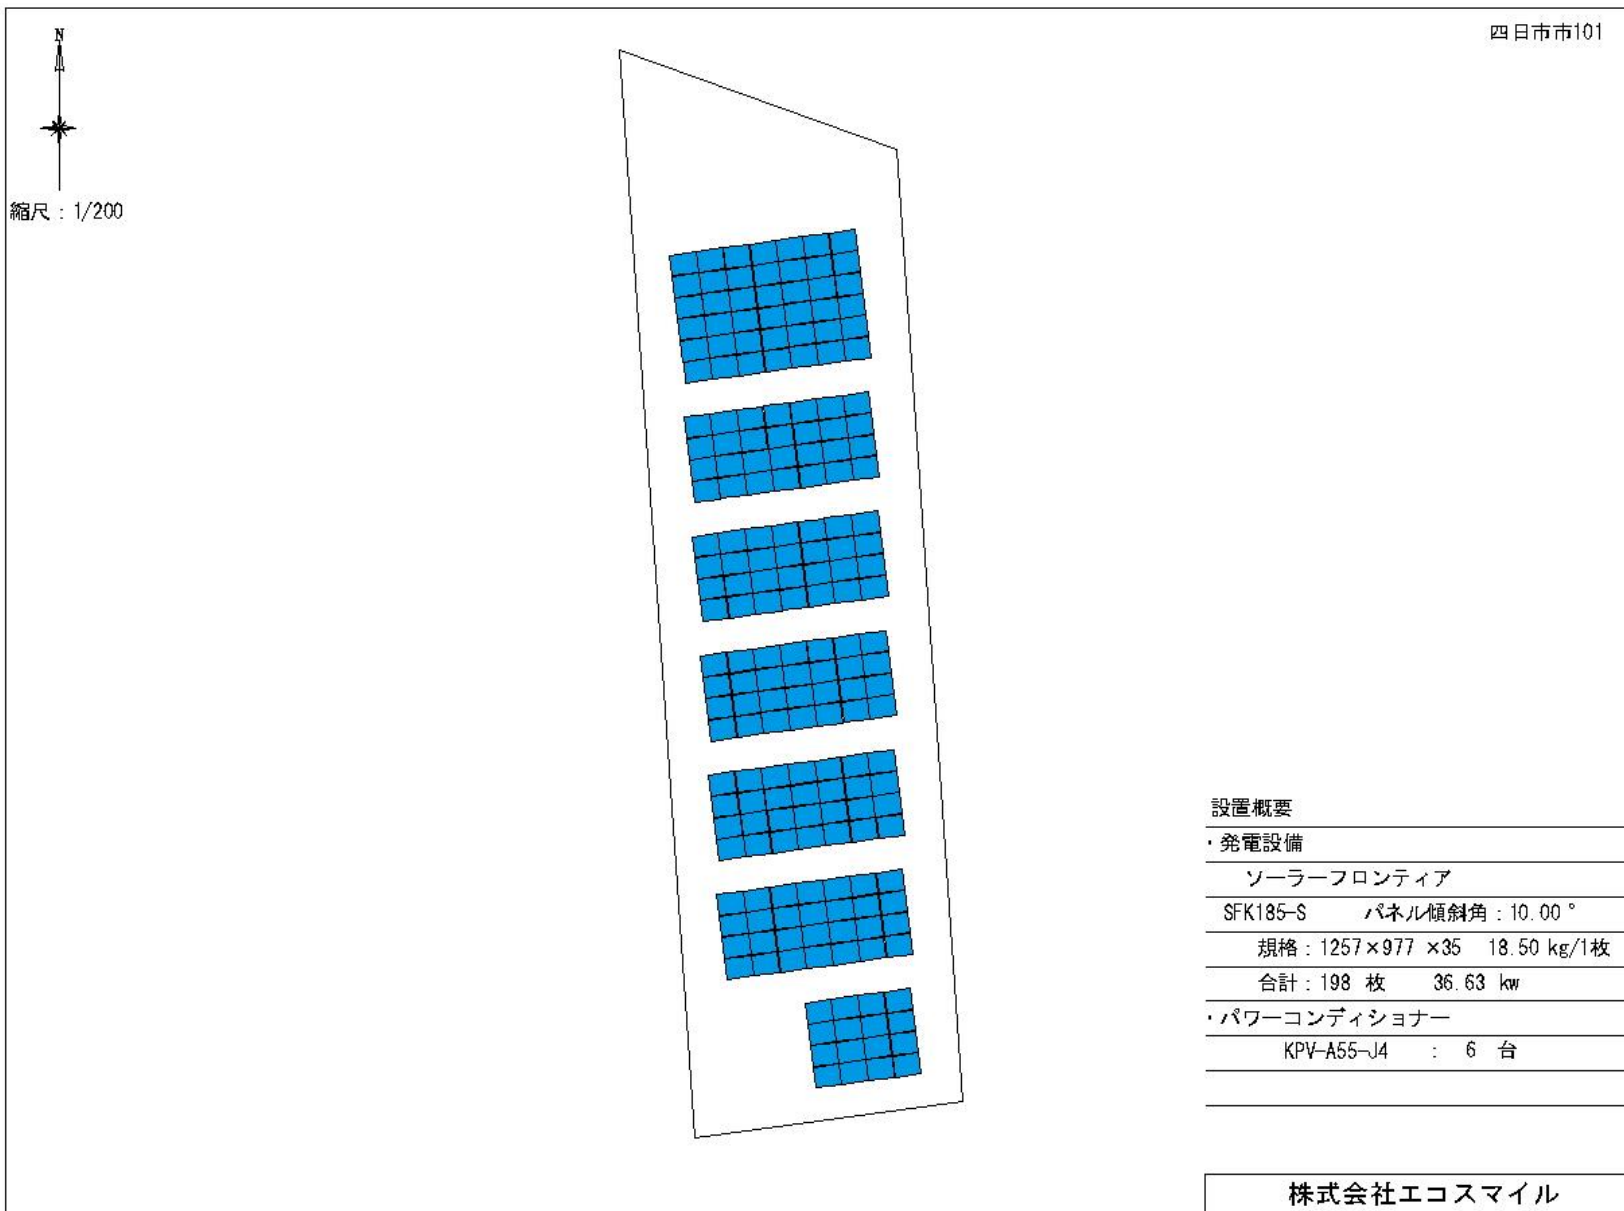 N
四日市市101
縮尺：1/200
設置概要
・発電設備
ソーラーフロンティア
SFK185-S パネル傾斜角：10.00°
規格：1257×977 ×35 18.50 kg/1枚
合計：198 枚 36.63 kw
・パワーコンディショナー
KPV-A55-J4 ： 6 台
株式会社エコスマイル